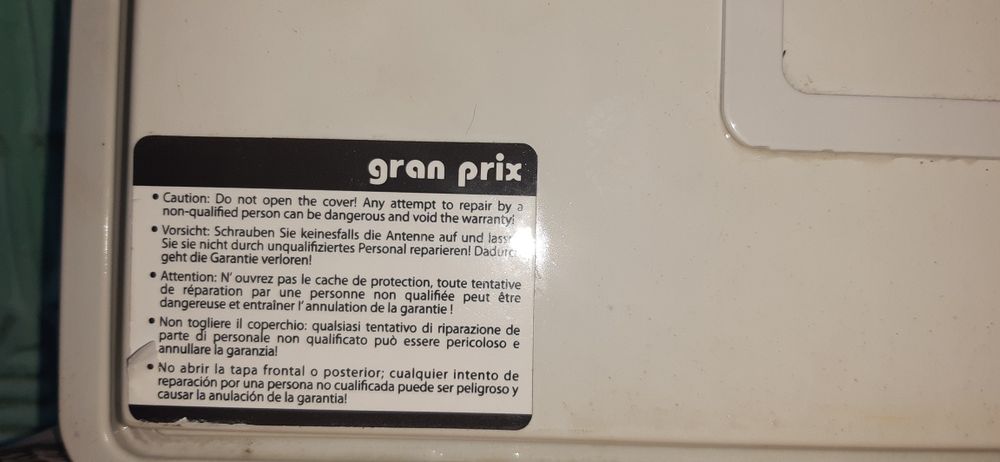 gran prix
• Caution: Do not open the cover! Any attempt to repair by a
non-qualified person can be dangerous and void the warranty!
• Vorsicht: Schrauben Sie keinesfalls die Antenne auf und
Sie sie nicht durch unqualifiziertes Personal reparieren!
geht die Garantie verloren!
• Attention: N' ouvrez pas le cache de protection, toute tentative
de réparation par une personne non qualifiée peut être
dangereuse et entraîner l' annulation de la garantie !
• Non togliere il coperchio: qualsiasi tentativo di riparazione de
parte di personale non qualificato può essere pericoloso e
annullare la garanzia!
• No abrir la tapa frontal o posterior; cualquier intento de
reparación por una persona no cualificada puede ser peligroso y
causar la anulación de la garantia!